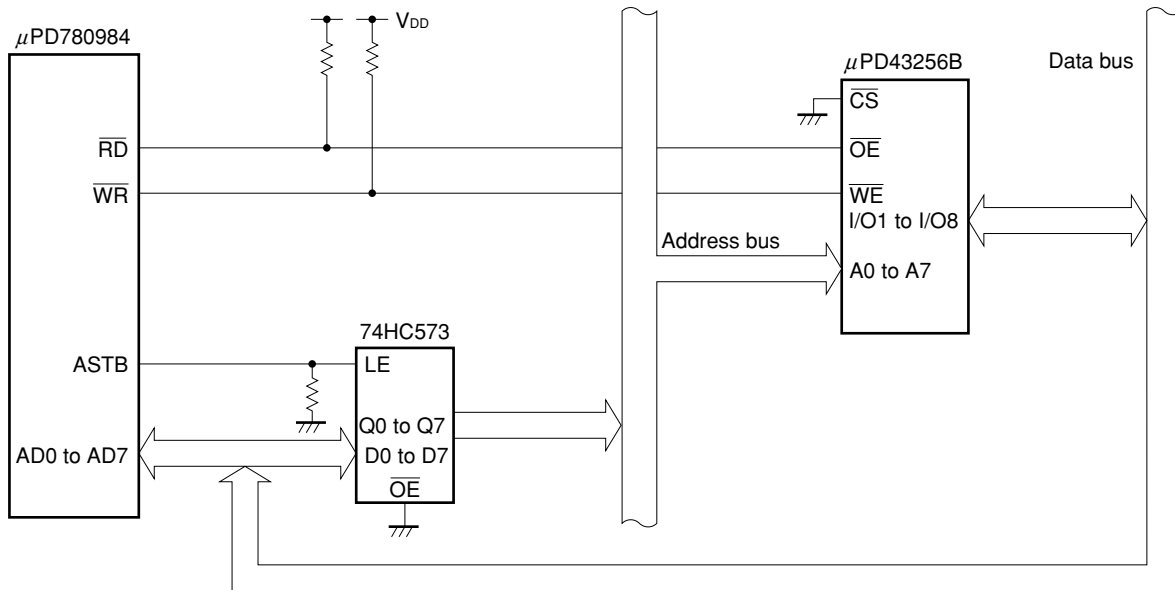 μPD780984
VDD
μPD43256B
Data bus
CS
RD
OE
WR
WE
I/O1 to I/O8
Address bus
A0 to A7
74HC573
ASTB
LE
Q0 to Q7
AD0 to AD7
D0 to D7
OE